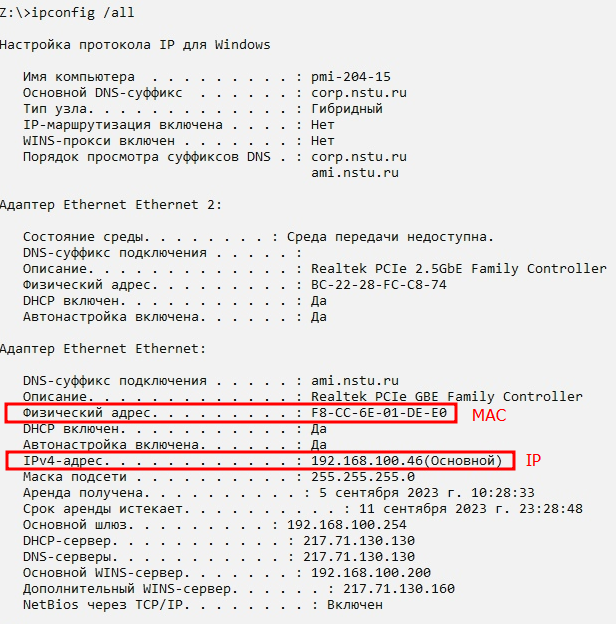 Z:\>ipconfig /all
Настройка протокола IP для Windows
Имя компьютера . . . . . . . . . : pmi-204-15
Основной DNS-суффикс . . . . . . : corp.nstu.ru
Тип узла. . . . . . . . . . . . . : Гибридный
IP-маршрутизация включена . . . . : Нет
WINS-прокси включен . . . . . . . : Нет
Порядок просмотра суффиксов DNS . : corp.nstu.ru
ami.nstu.ru
Адаптер Ethernet Ethernet 2:
Состояние среды. . . . . . . . : Среда передачи недоступна.
DNS-суффикс подключения . . . . . :
Описание. . . . . . . . . . . . . : Realtek PCIe 2.5GbE Family Controller
Физический адрес. . . . . . . . . : BC-22-28-FC-C8-74
DHCP включен. . . . . . . . . . . : Да
Автонастройка включена. . . . . . : Да
Адаптер Ethernet Ethernet:
DNS-суффикс подключения . . . . . : ami.nstu.ru
Описание. . . . . . . . . . . . . : Realtek PCIe GBE Family Controller
Физический адрес. . . . . . . . . : F8-CC-6E-01-DE-E0 MAC
DHCP включен. . . . . . . . . . . : Да
Автонастройка включена. . . . . . : Да
IPv4-адрес. . . . . . . . . . . . : 192.168.100.46(Основной) IP
Маска подсети . . . . . . . . . . : 255.255.255.0
Аренда получена. . . . . . . . . . : 5 сентября 2023 г. 10:28:33
Срок аренды истекает. . . . . . . . . . : 11 сентября 2023 г. 23:28:48
Основной шлюз. . . . . . . . . : 192.168.100.254
DHCP-сервер. . . . . . . . . . . : 217.71.130.130
DNS-серверы. . . . . . . . . . . : 217.71.130.130
Основной WINS-сервер. . . . . . . : 192.168.100.200
Дополнительный WINS-сервер. . . . . . : 217.71.130.160
NetBios через TCP/IP. . . . . . . . : Включен